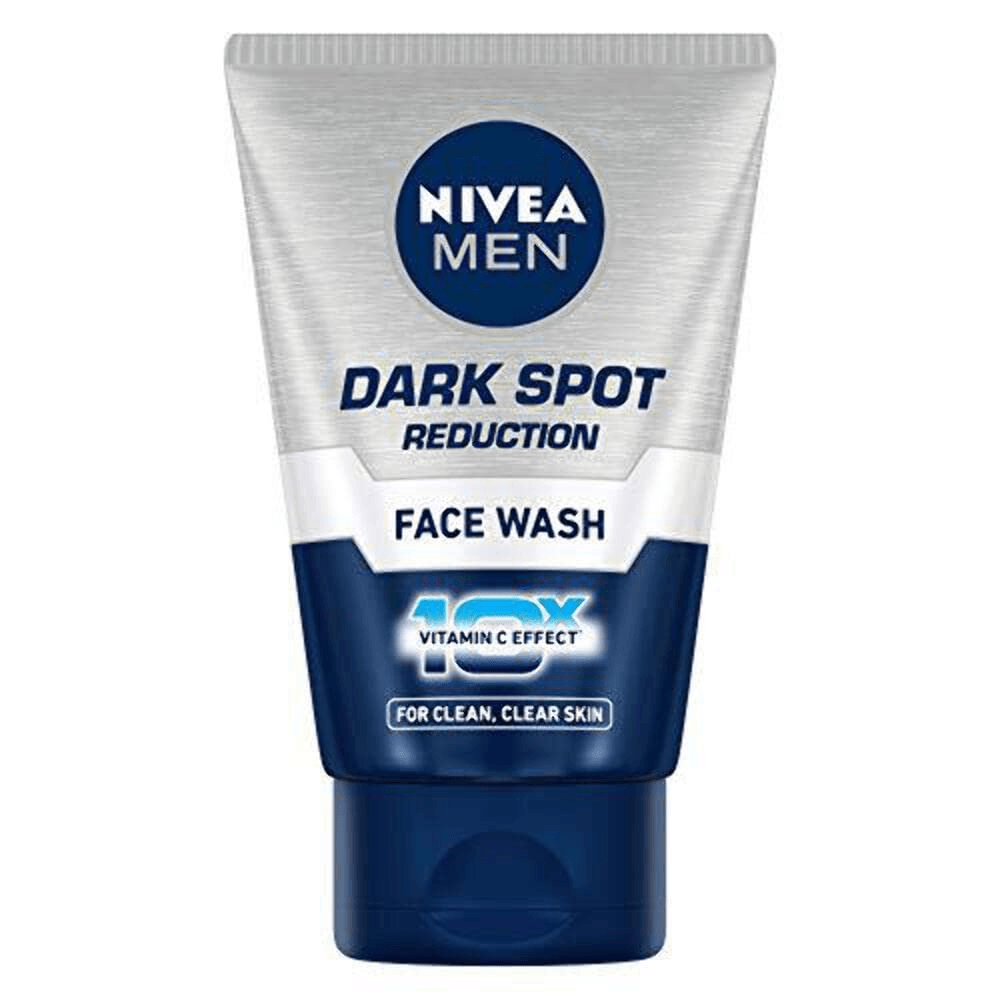 NIVEA
MEN
DARK SPOT
REDUCTION
FACE WASH
10X
VITAMIN C EFFECT
FOR CLEAN, CLEAR SKIN